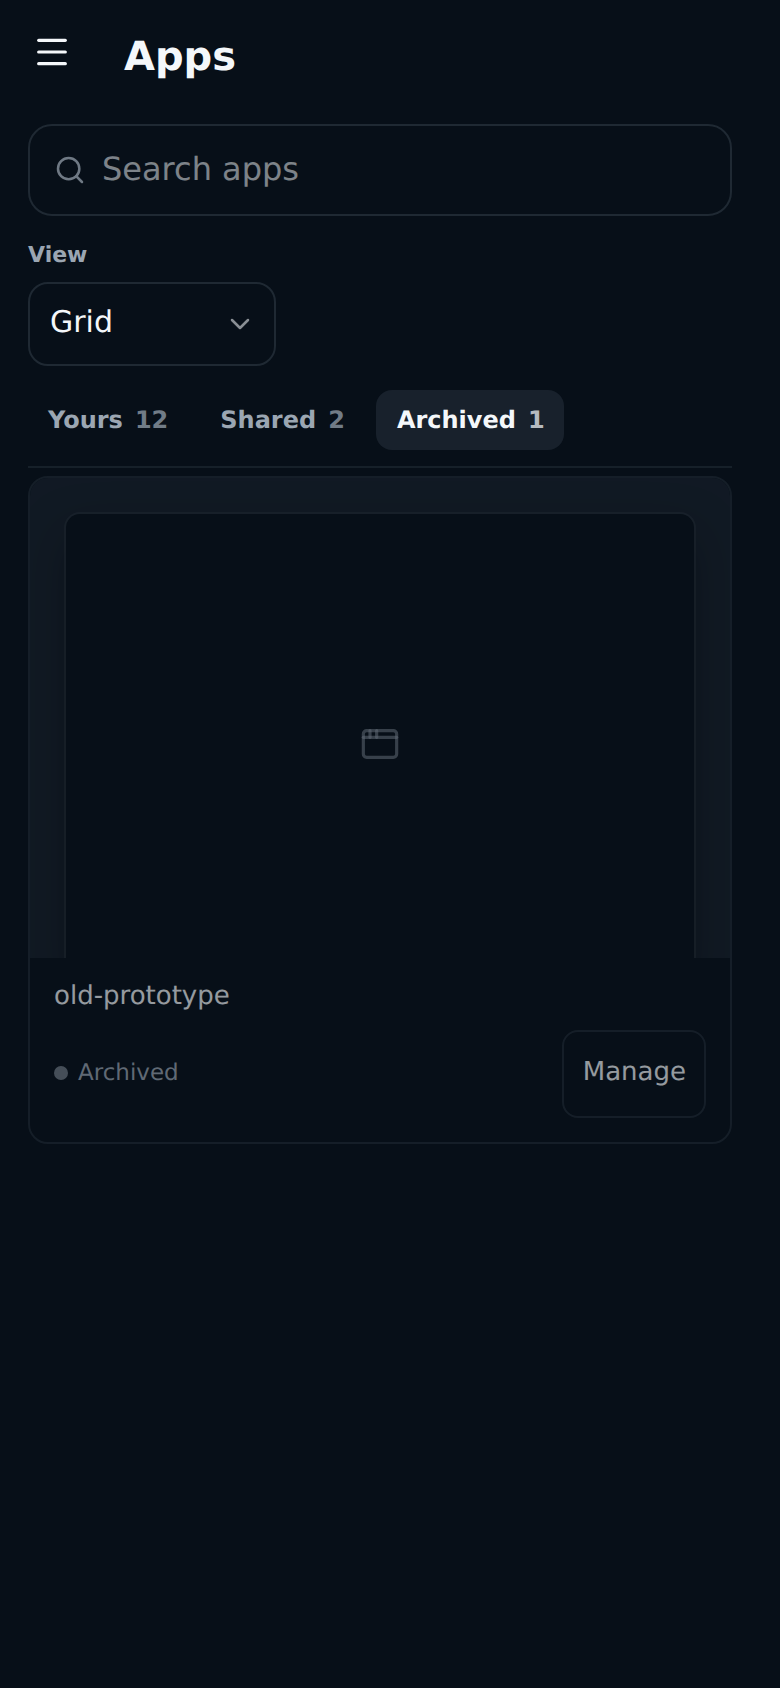 Apps
Search apps
View
Grid
Yours 12 Shared 2 Archived 1
old-prototype
Archived
Manage